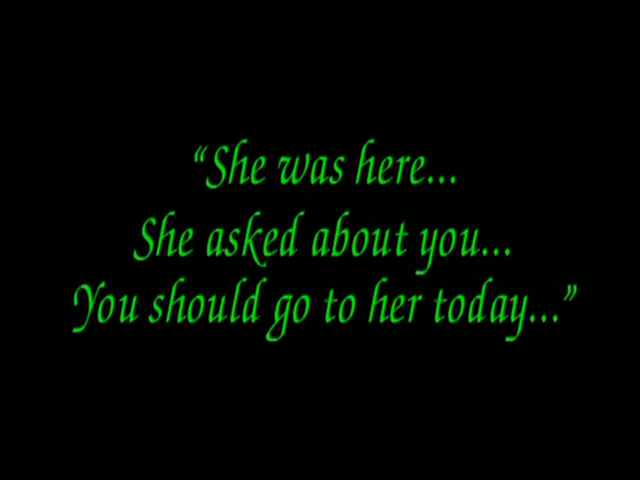 “She was here...
She asked about you...
You should go to her today...”